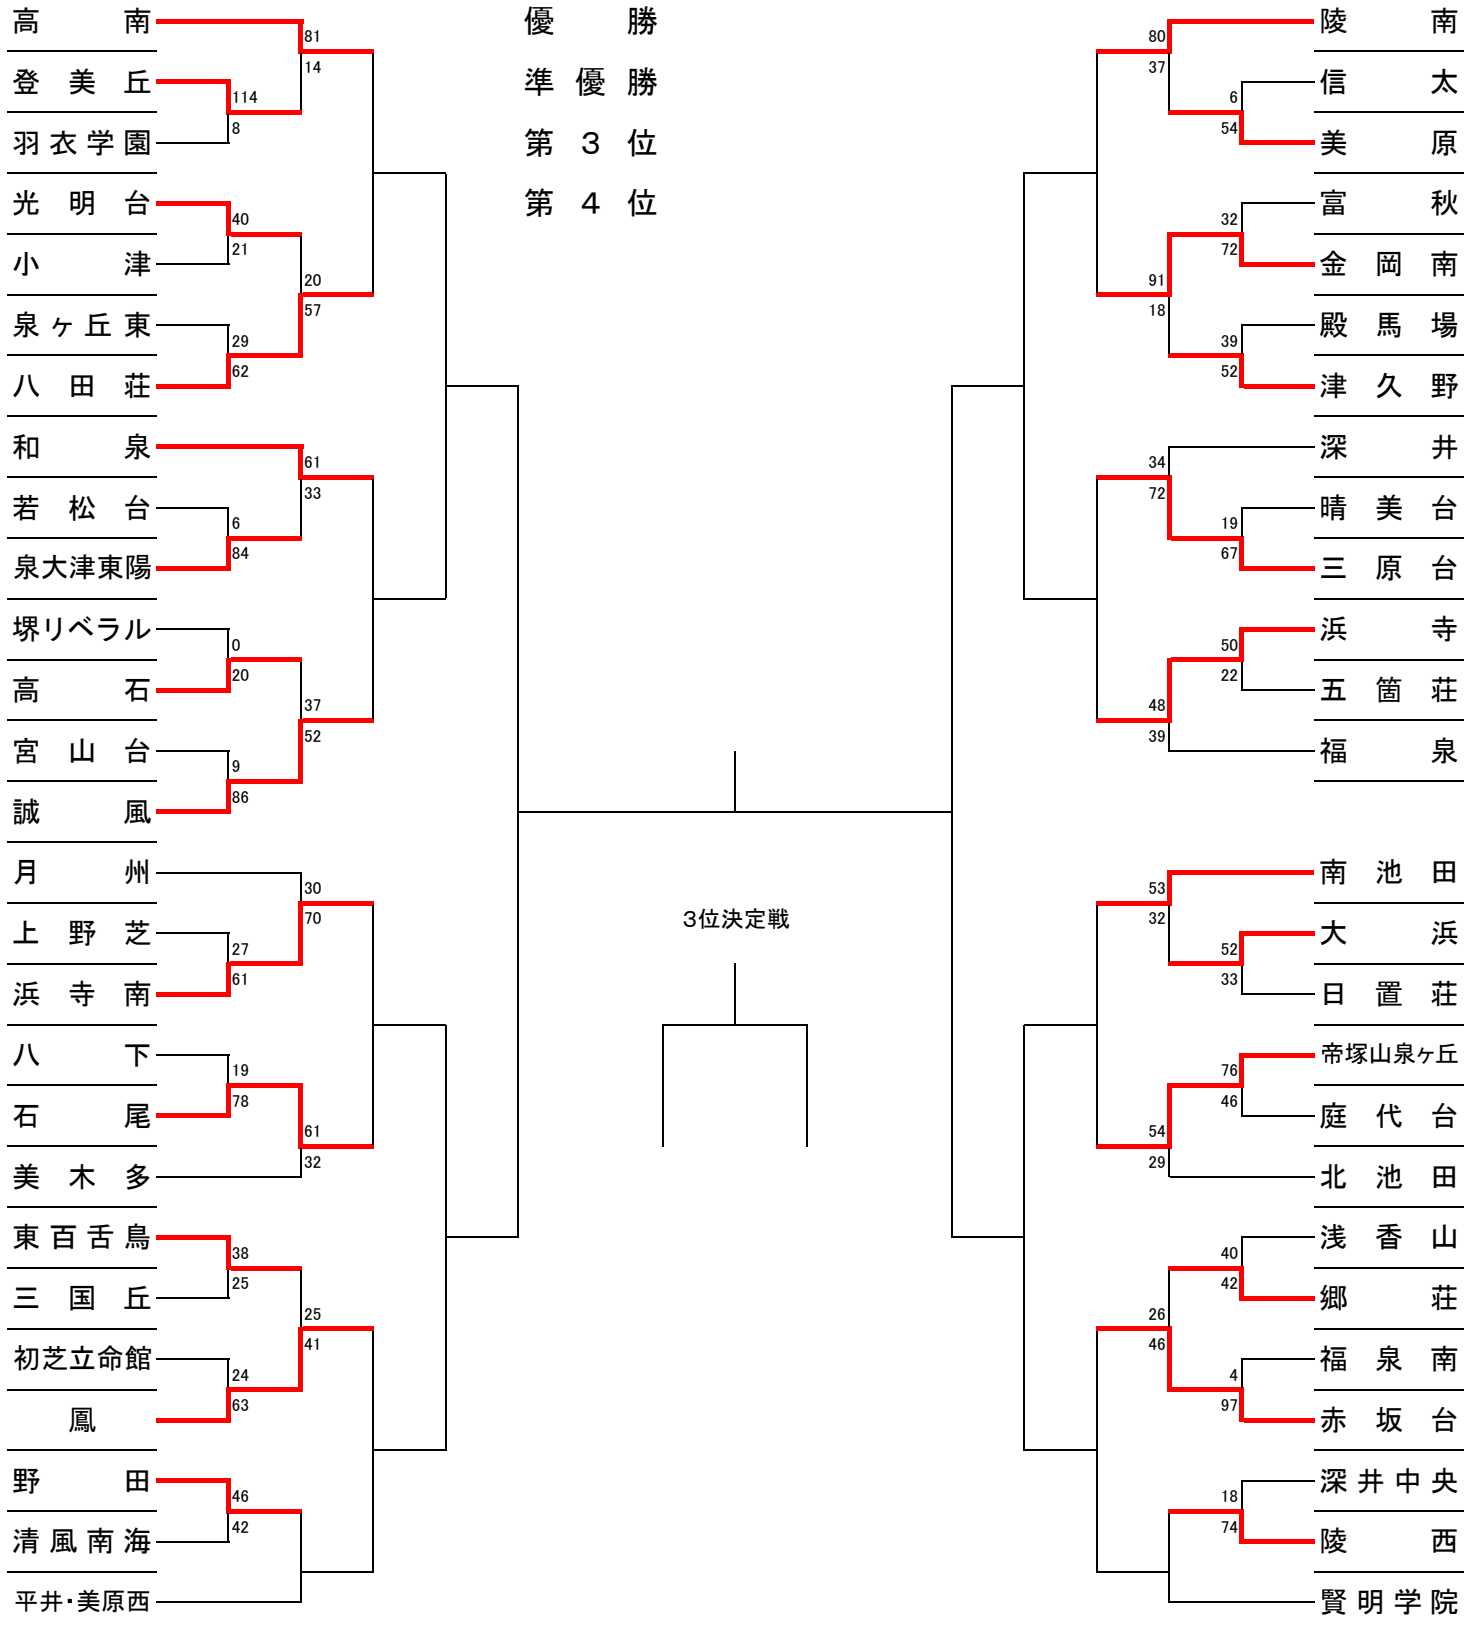 優勝
準優勝
第3位
第4位
高南
81
14
登美丘
114
8
羽衣学園
光明台
40
21
小津
20
57
泉ヶ丘東
29
62
八田荘
和泉
61
33
若松台
6
84
泉大津東陽
堺リベラル
0
20
高石
37
52
宮山台
9
86
誠風
月州
30
70
上野芝
27
61
浜寺南
八下
19
78
石尾
61
32
美木多
東百舌鳥
38
25
三国丘
25
41
初芝立命館
24
63
鳳
野田
46
42
清風南海
平井・美原西
3位決定戦
陵南
80
37
信太
6
54
美原
富秋
32
72
金岡南
91
18
殿馬場
39
52
津久野
深井
34
72
晴美台
19
67
三原台
浜寺
50
22
五箇荘
48
39
福泉
南池田
53
32
大浜
52
33
日置荘
帝塚山泉ヶ丘
76
46
庭代台
54
29
北池田
浅香山
40
42
郷荘
26
46
福泉南
4
97
赤坂台
深井中央
18
74
陵西
賢明学院